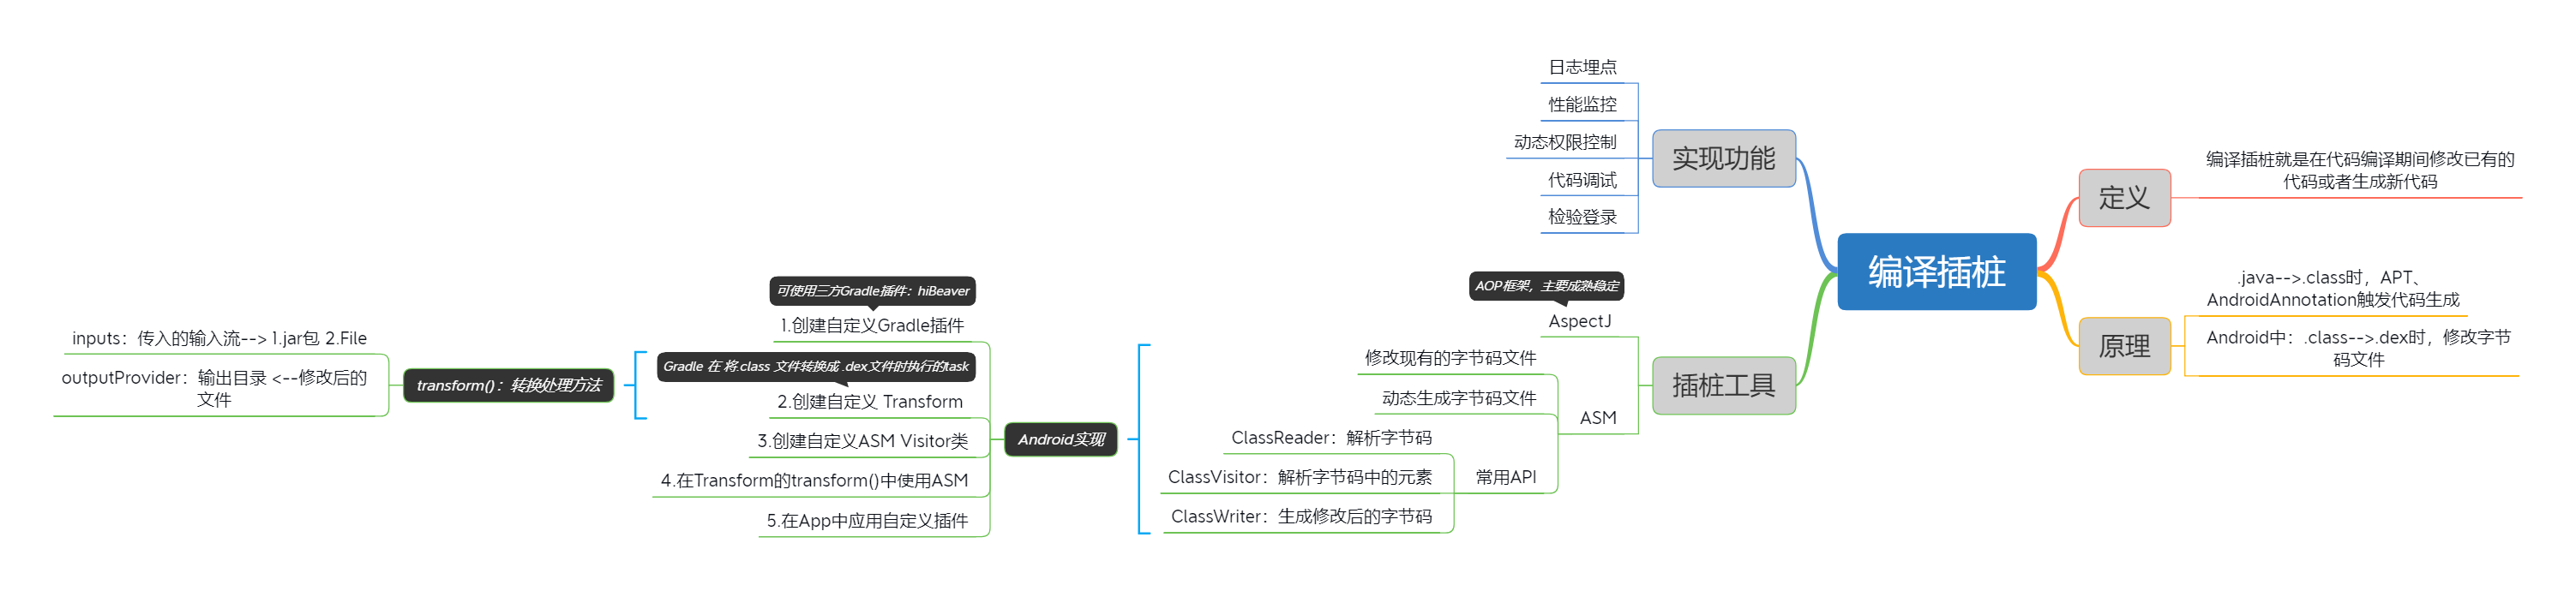 编译插桩
定义
编译插桩就是在代码编译期间修改已有的
代码或者生成新代码
原理
.java-->.class时，APT、
AndroidAnnotation触发代码生成
Android中：.class-->.dex时，修改字节
码文件
实现功能
日志埋点
性能监控
动态权限控制
代码调试
检验登录
插桩工具
AOP框架，主要成熟稳定
AspectJ
ASM
修改现有的字节码文件
动态生成字节码文件
常用API
ClassReader：解析字节码
ClassVisitor：解析字节码中的元素
ClassWriter：生成修改后的字节码
Android实现
可使用三方Gradle插件：hiBeaver
1.创建自定义Gradle插件
Gradle 在 将.class 文件转换成 .dex文件时执行的task
2.创建自定义 Transform
3.创建自定义ASM Visitor类
4.在Transform的transform()中使用ASM
5.在App中应用自定义插件
transform()：转换处理方法
inputs：传入的输入流--> 1.jar包 2.File
outputProvider：输出目录 <--修改后的
文件